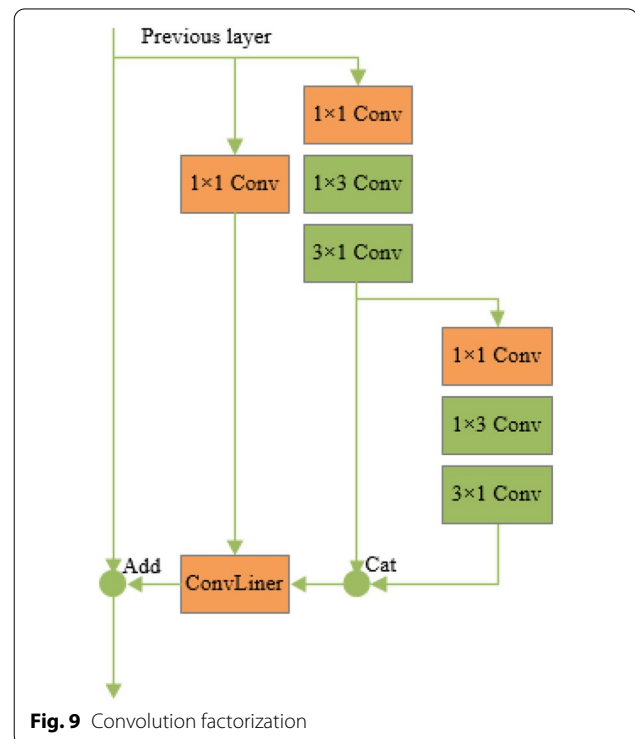 Previous layer
1×1 Conv
1×1 Conv
1×3 Conv
3×1 Conv
1×1 Conv
1×3 Conv
3×1 Conv
Add
ConvLiner
Cat
Fig. 9 Convolution factorization